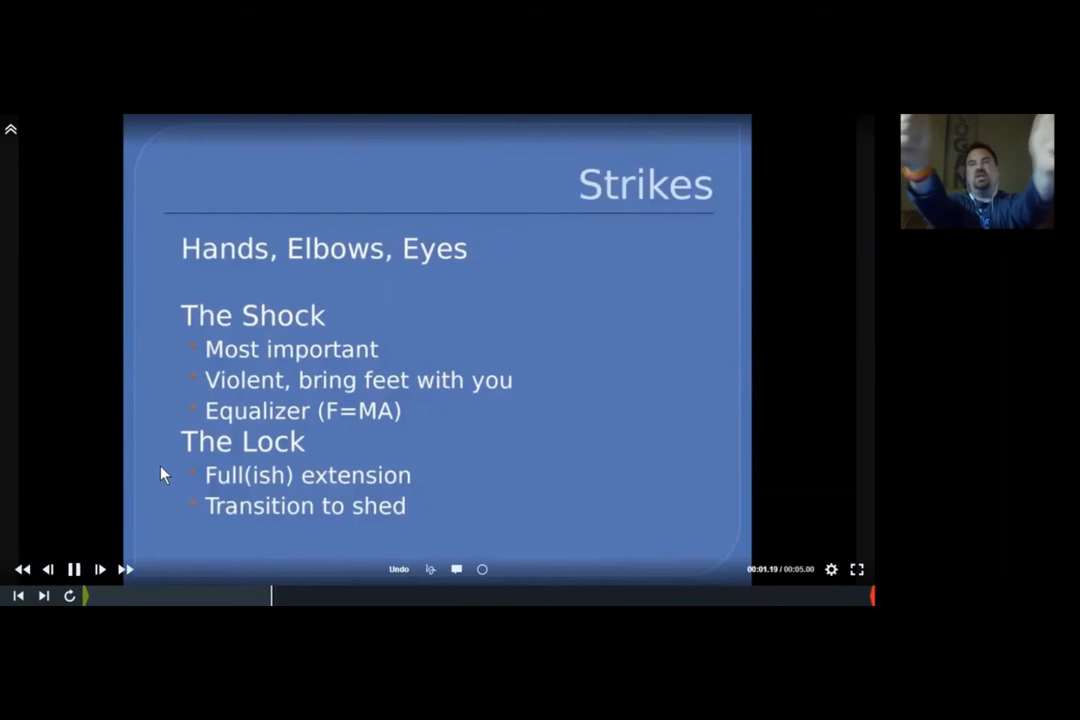 Strikes
Hands, Elbows, Eyes
The Shock
Most important
Violent, bring feet with you
Equalizer (F=MA)
The Lock
Full(ish) extension
Transition to shed
Undo
00:01.19 / 00:05.00
OGAN